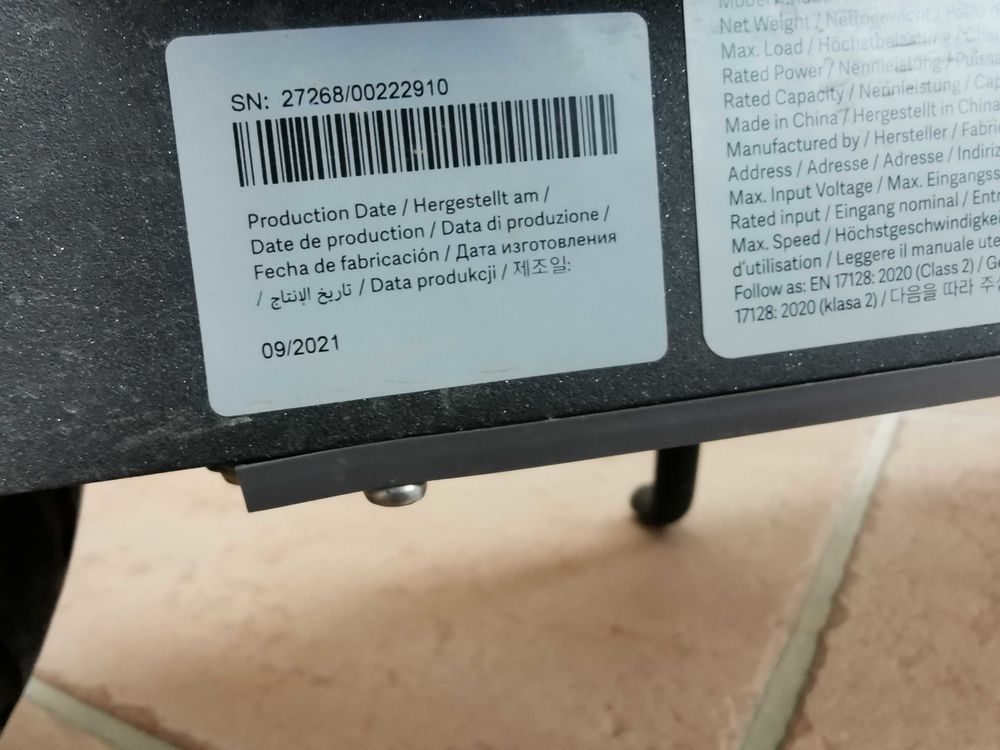 SN: 27268/00222910
Production Date / Hergestellt am /
Date de production / Data di produzione /
Fecha de fabricación / Дата изготовления
/ تاريخ الإنتاج / Data produkcji / 제조일:
09/2021
Net Weight / Nettogewicht /
Max. Load / Höchstbelastung /
Rated Power / Nennleistung /
Rated Capacity / Nennleistung /
Made in China / Hergestellt in China
Manufactured by / Hersteller /
Address / Adresse / Adresse /
Max. Input Voltage / Max.
Rated input / Eingang nominal /
Max. Speed /
d'utilisation / Leggere il manuale
Follow as: EN 17128: 2020 (Class 2) /
17128: 2020 (klasa 2) / 다음을 따라